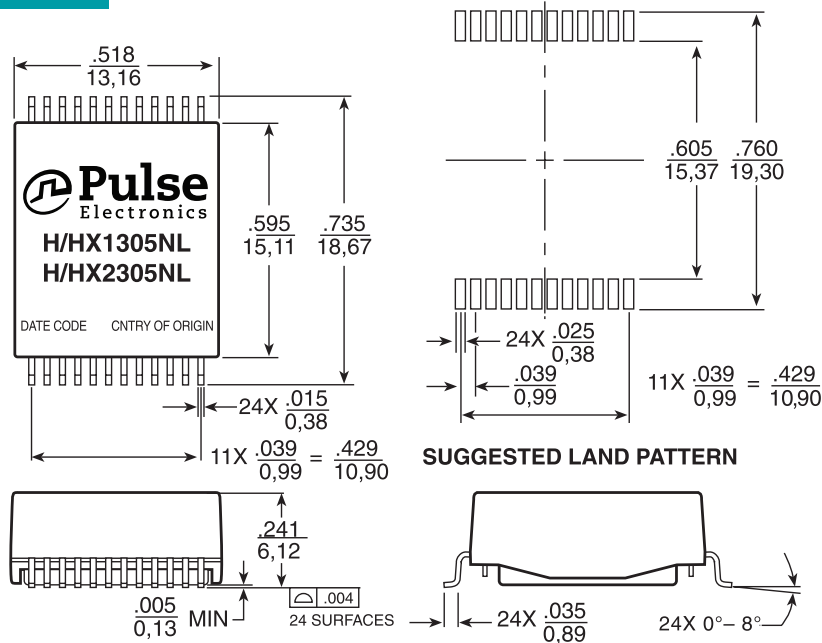 .518
13,16
Pulse
Electronics
H/HX1305NL
H/HX2305NL
DATE CODE CNTRY OF ORIGIN
.595
15,11
.735
18,67
24X .015
0,38
11X .039 = .429
0,99 10,90
.605
15,37
.760
19,30
24X .025
0,38
.039
0,99
11X .039 = .429
0,99 10,90
SUGGESTED LAND PATTERN
.241
6,12
.005 MIN
0,13
.004
24 SURFACES
24X .035
0,89
24X 0°– 8°